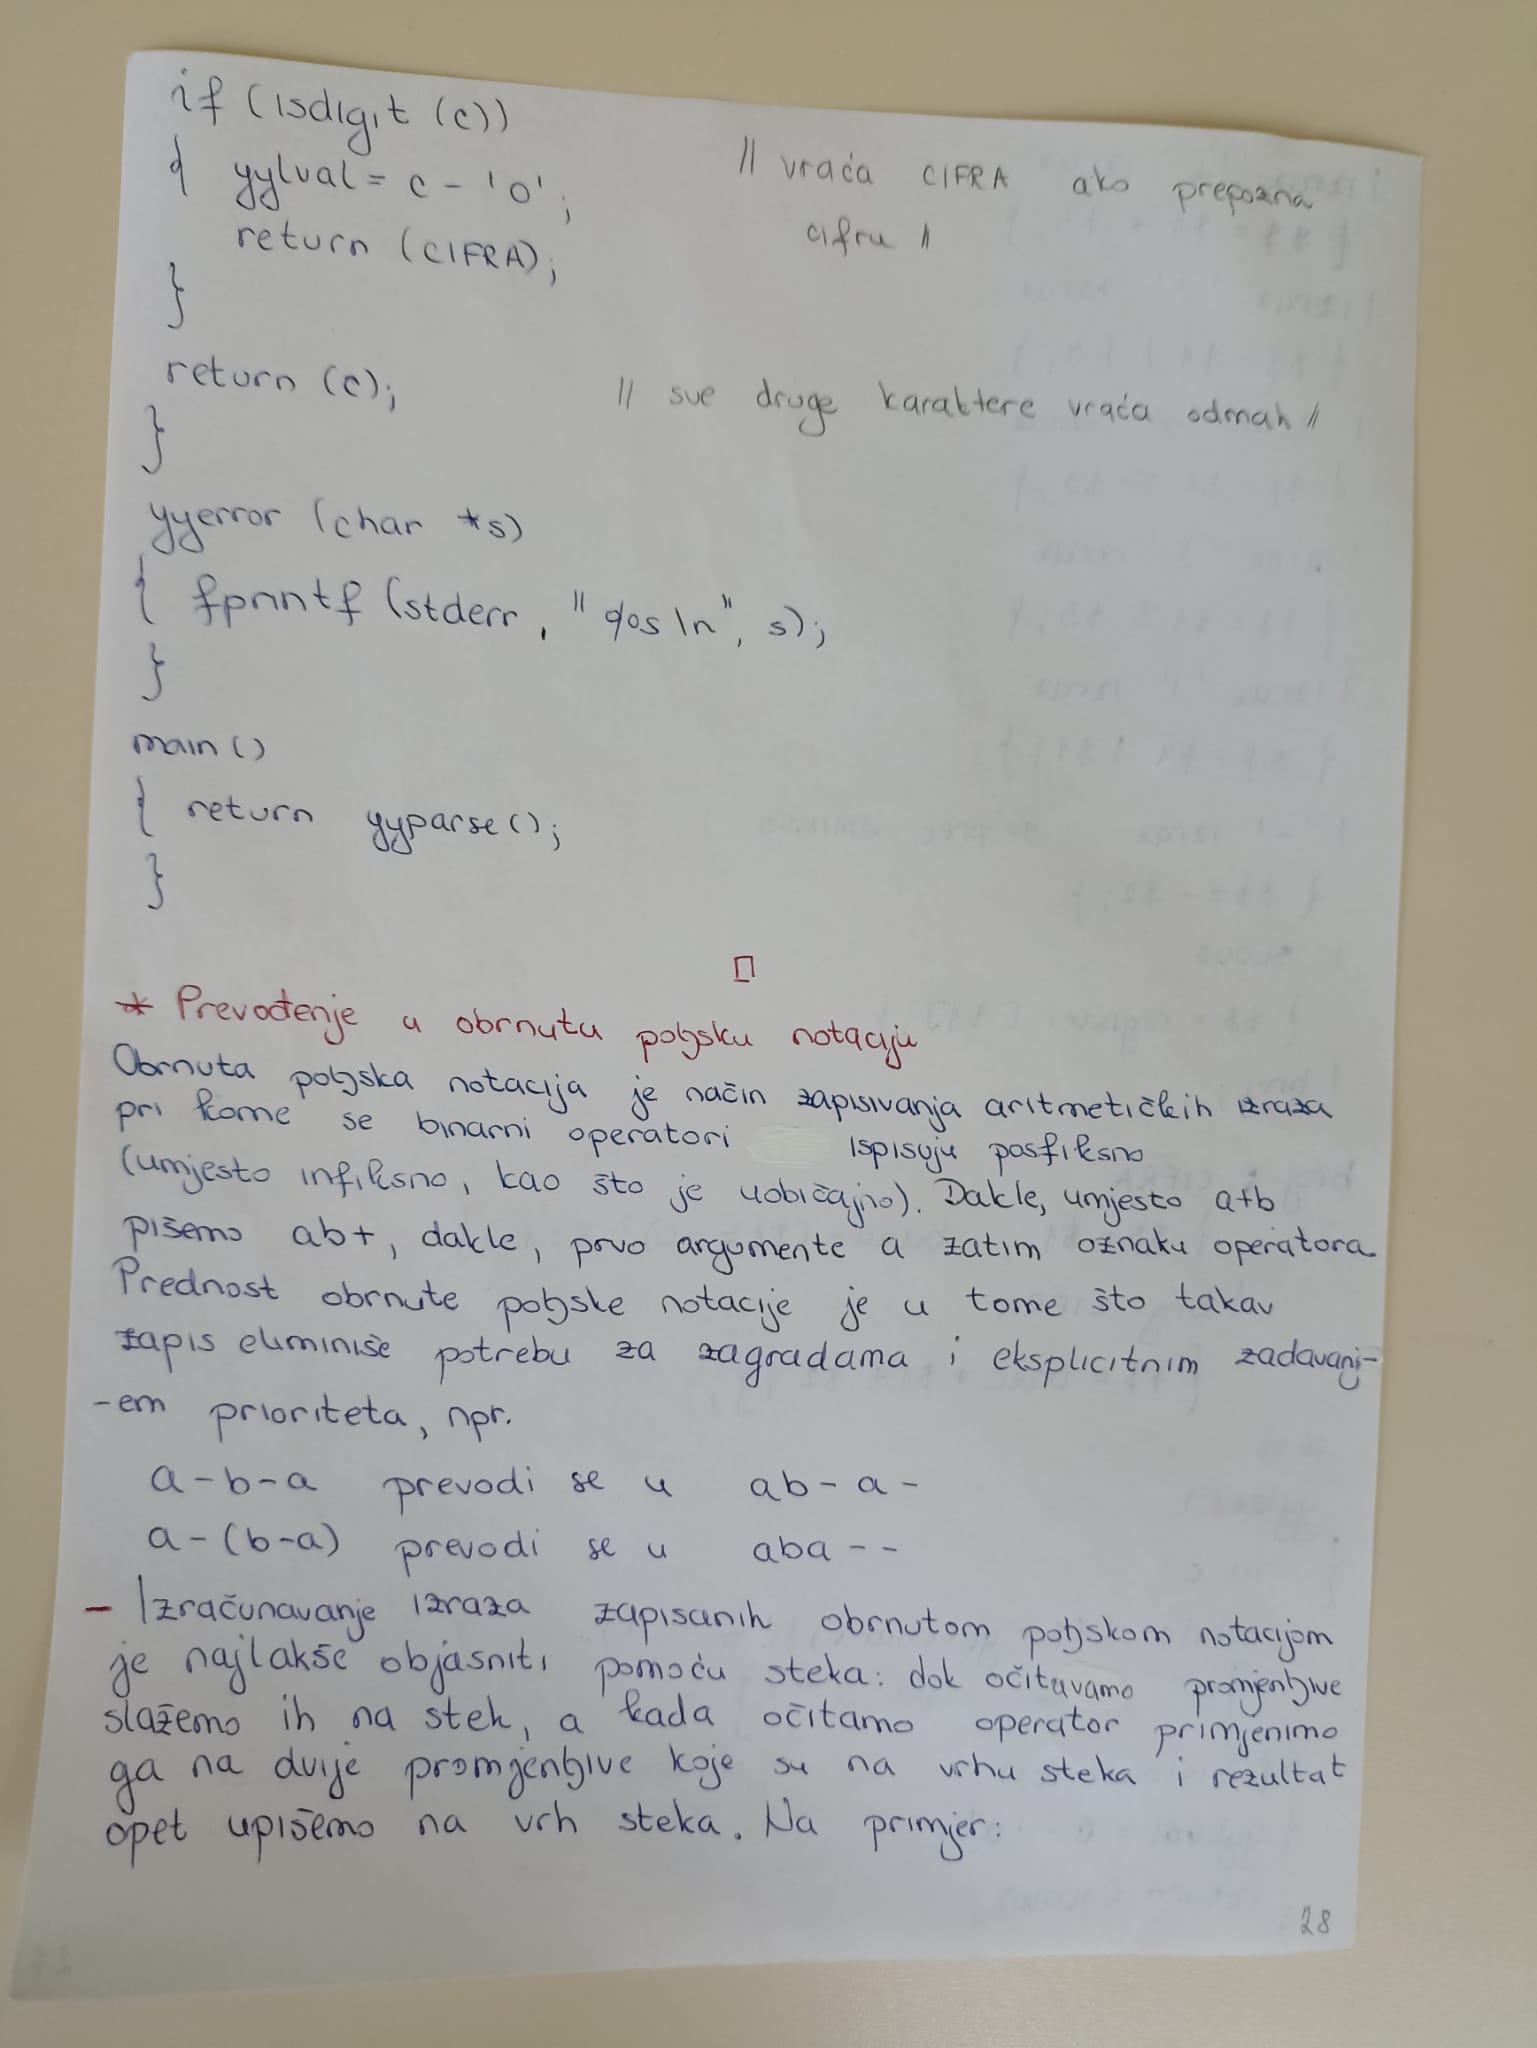 if (isdigit (c))
{ yylval = c - '0';
// vraća CIFRA ako prepozna
return (CIFRA);
cifru //
}
return (c);
// sve druge karaktere vraća odmah //
}
yyerror (char *s)
{ fprintf (stderr, "%s\n", s);
}
main ()
{ return yyparse();
}
* Prevođenje u obrnutu poljsku notaciju
Obrnuta poljska notacija je način zapisivanja aritmetičkih izraza
pri kome se binarni operatori ispisuju posfiksno
(umjesto infiksno, kao što je uobičajno). Dakle, umjesto a+b
pišemo ab+, dakle, prvo argumente a zatim oznaku operatora.
Prednost obrnute poljske notacije je u tome što takav
zapis eliminiše potrebu za zagradama i eksplicitnim zadavanj-
-em prioriteta, npr.
a-b-a prevodi se u ab-a-
a-(b-a) prevodi se u aba--
- Izračunavanje izraza zapisanih obrnutom poljskom notacijom
je najlakše objasniti pomoću steka: dok očitavamo promjenljive
slažemo ih na stek, a kada očitamo operator primjenimo
ga na dvije promjenljive koje su na vrhu steka i rezultat
opet upišemo na vrh steka. Na primjer:
28